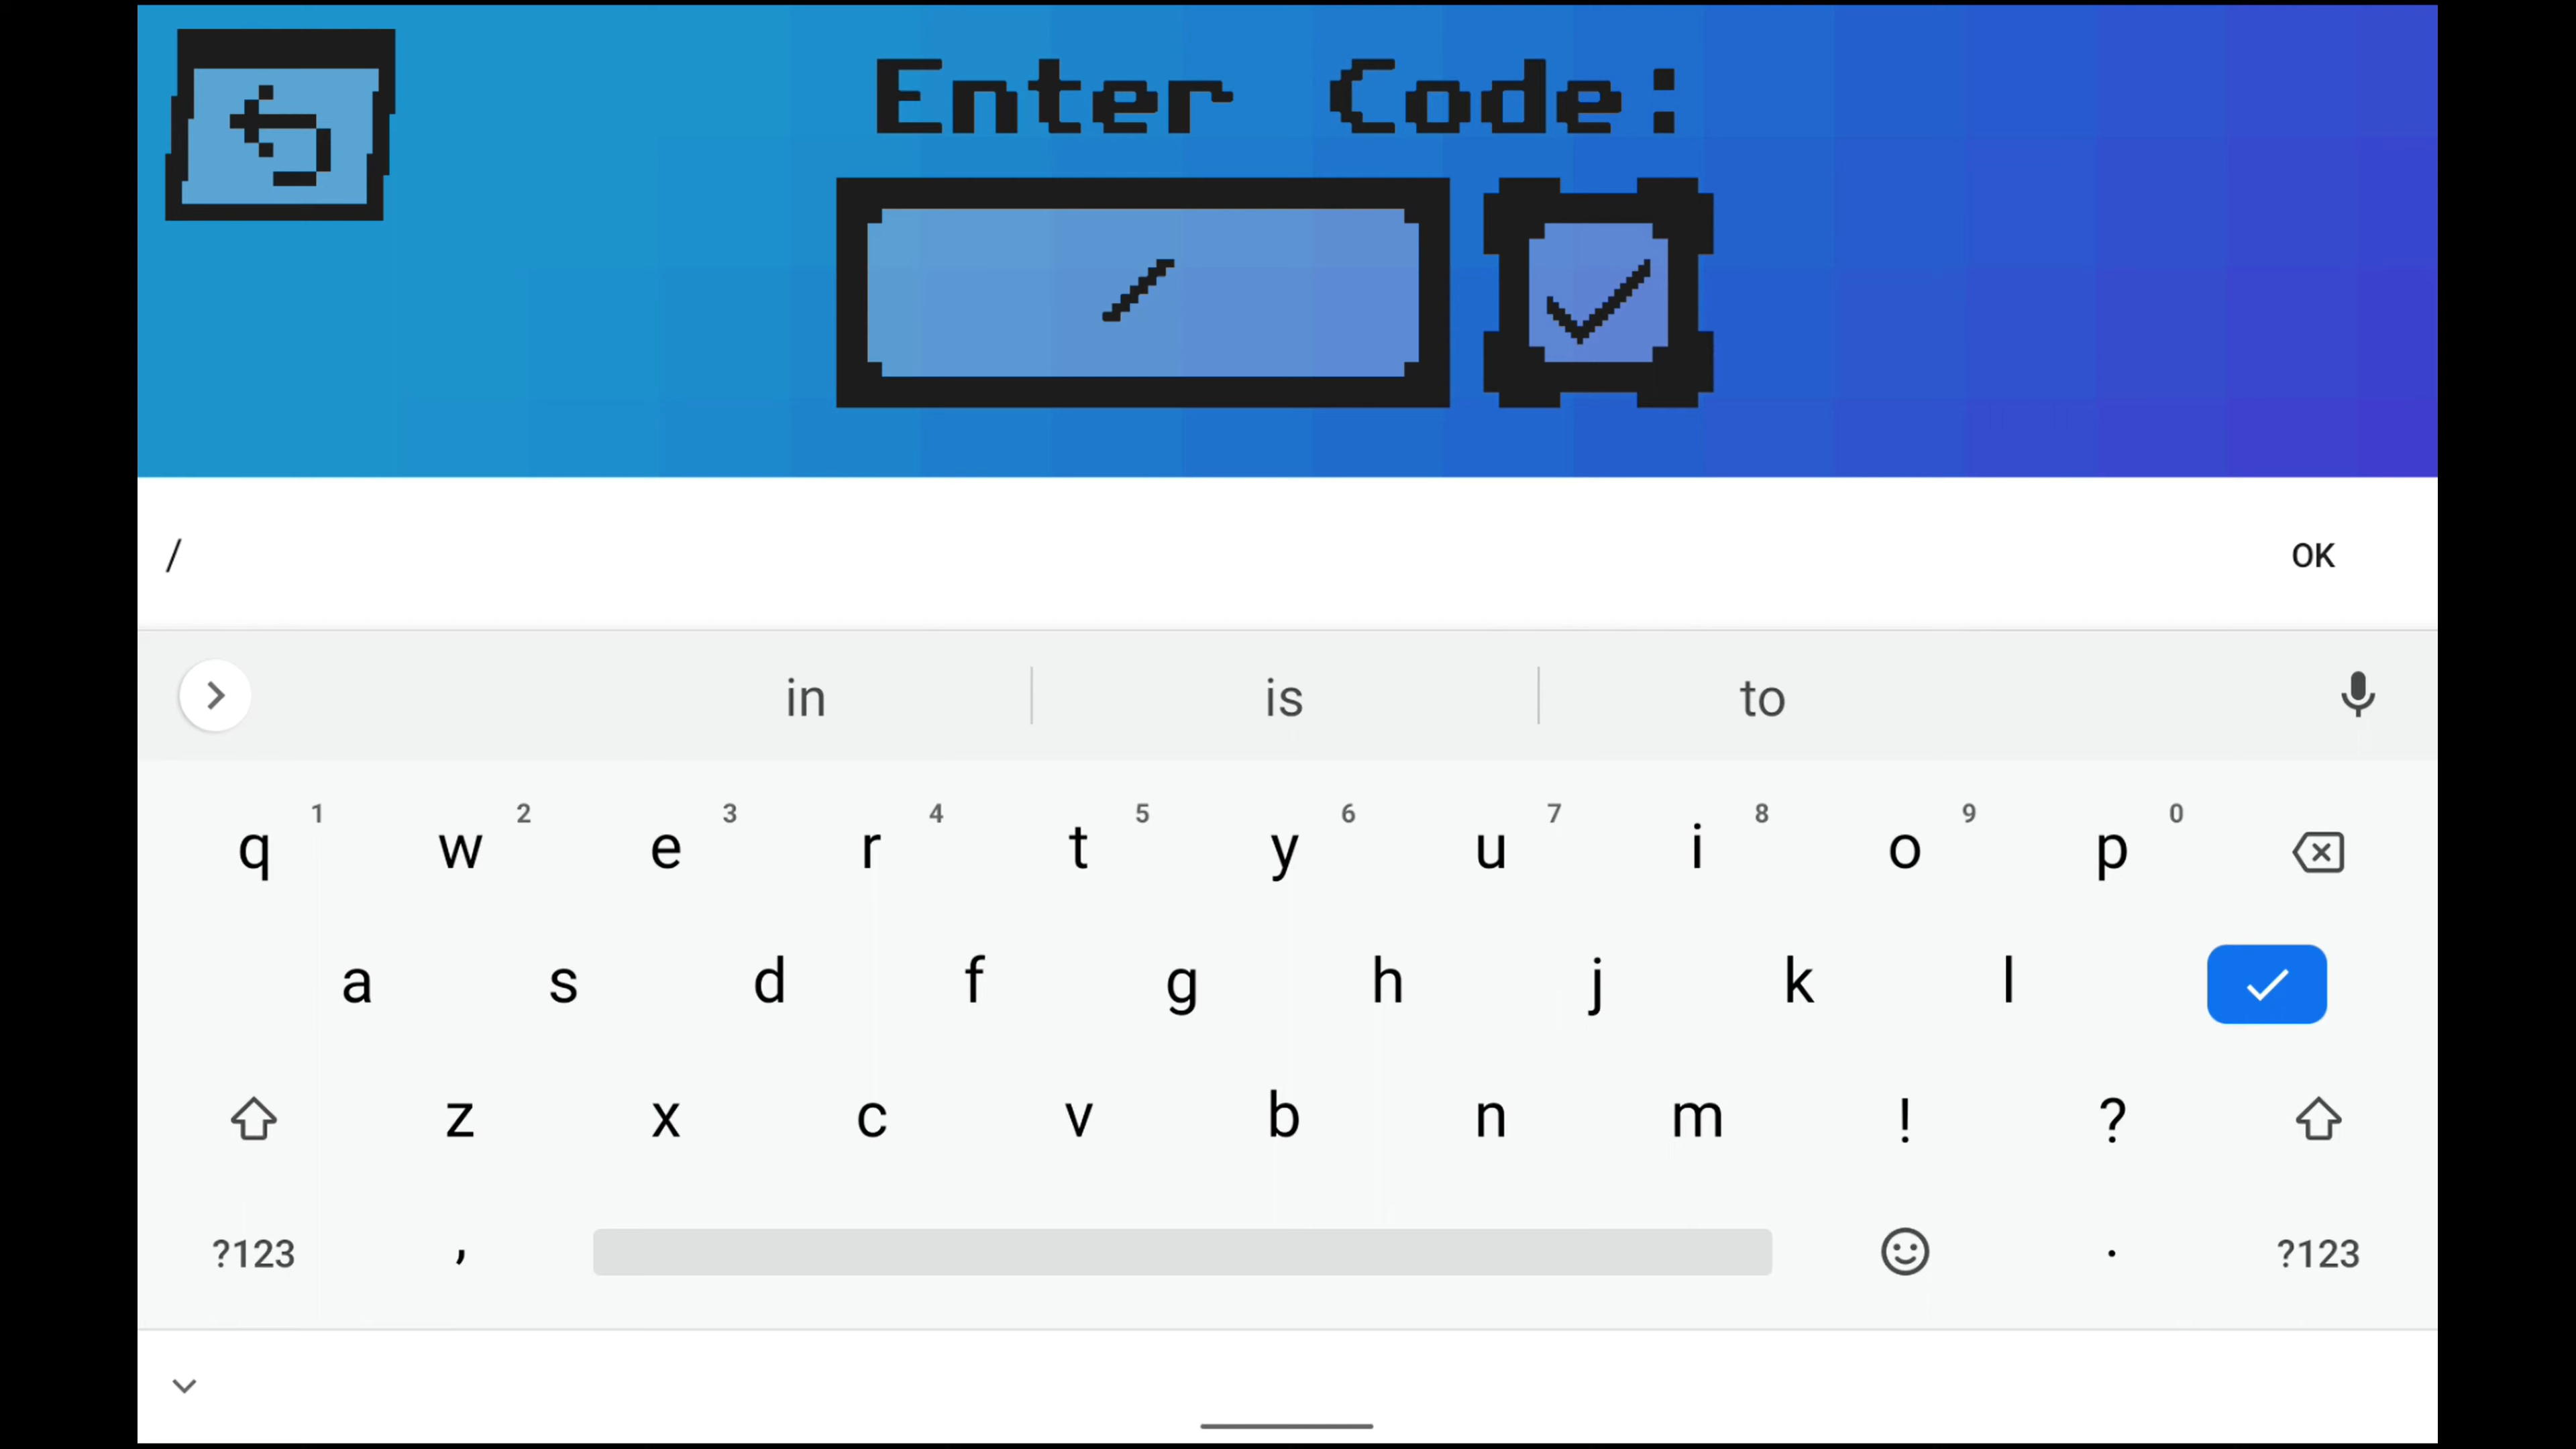 Enter Code:
/
/ OK
in is to
1 2 3 4 5 6 7 8 9 0
q w e r t y u i o p
a s d f g h j k l
z x c v b n m ! ?
?123 , . ?123